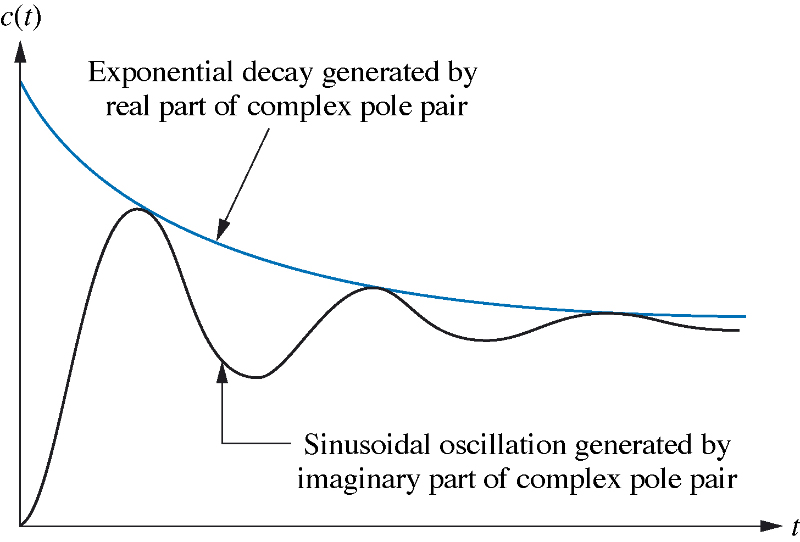 c(t)
Exponential decay generated by
real part of complex pole pair
Sinusoidal oscillation generated by
imaginary part of complex pole pair
t